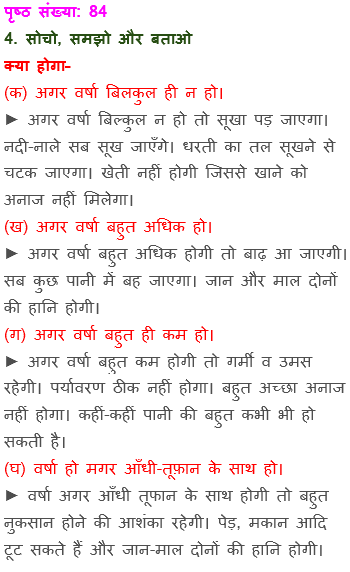 पृष्ठ संख्या: 84
4. सोचो, समझो और बताओ
क्या होगा–
(क) अगर वर्षा बिलकुल ही न हो।
► अगर वर्षा बिल्कुल न हो तो सूखा पड़ जाएगा।
नदी-नाले सब सूख जाएँगे। धरती का तल सूखने से
चटक जाएगा। खेती नहीं होगी जिससे खाने को
अनाज नहीं मिलेगा।
(ख) अगर वर्षा बहुत अधिक हो।
► अगर वर्षा बहुत अधिक होगी तो बाढ़ आ जाएगी।
सब कुछ पानी में बह जाएगा। जान और माल दोनों
की हानि होगी।
(ग) अगर वर्षा बहुत ही कम हो।
► अगर वर्षा बहुत कम होगी तो गर्मी व उमस
रहेगी। पर्यावरण ठीक नहीं होगा। बहुत अच्छा अनाज
नहीं होगा। कहीं-कहीं पानी की बहुत कभी भी हो
सकती है।
(घ) वर्षा हो मगर आँधी-तूफ़ान के साथ हो।
► वर्षा अगर आँधी तूफान के साथ होगी तो बहुत
नुकसान होने की आशंका रहेगी। पेड़, मकान आदि
टूट सकते हैं और जान-माल दोनों की हानि होगी।